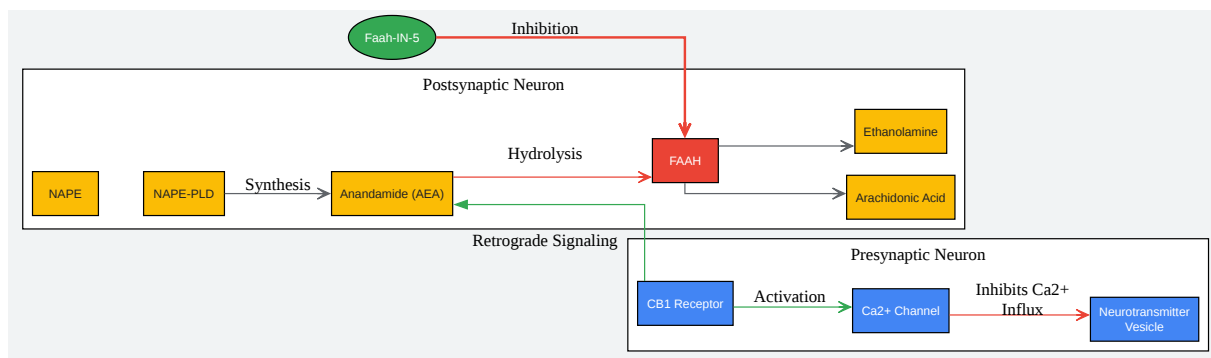 Faah-IN-5
Inhibition
Postsynaptic Neuron
Ethanolamine
Hydrolysis
FAAH
NAPE
NAPE-PLD
Synthesis
Anandamide (AEA)
Arachidonic Acid
Retrograde Signaling
Presynaptic Neuron
CB1 Receptor
Activation
Ca2+ Channel
Inhibits Ca2+
Influx
Neurotransmitter
Vesicle